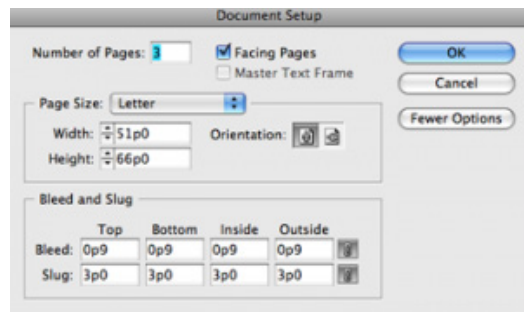 Document Setup
Number of Pages: 3
Facing Pages
OK
Master Text Frame
Cancel
Page Size: Letter
Fewer Options
Width: 51p0
Orientation:
Height: 66p0
Bleed and Slug
Top Bottom Inside Outside
Bleed: 0p9 0p9 0p9 0p9
Slug: 3p0 3p0 3p0 3p0